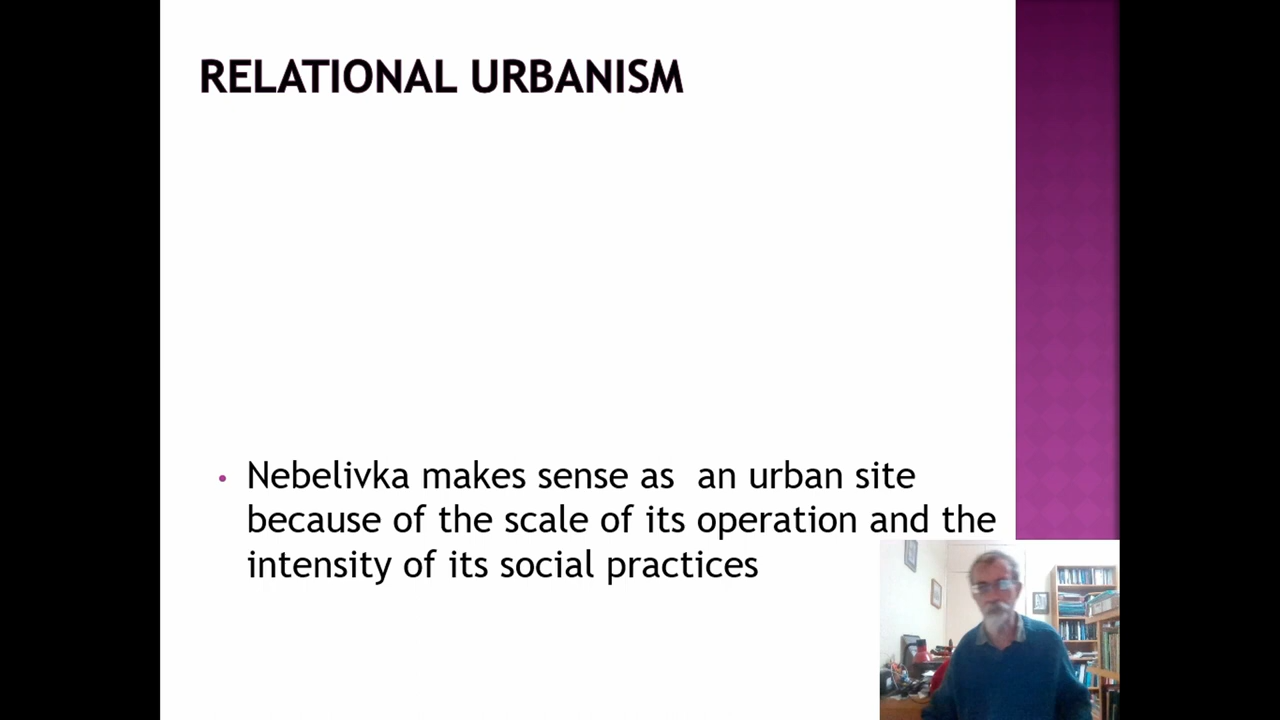 RELATIONAL URBANISM
• Nebelivka makes sense as  an urban site
because of the scale of its operation and the
intensity of its social practices